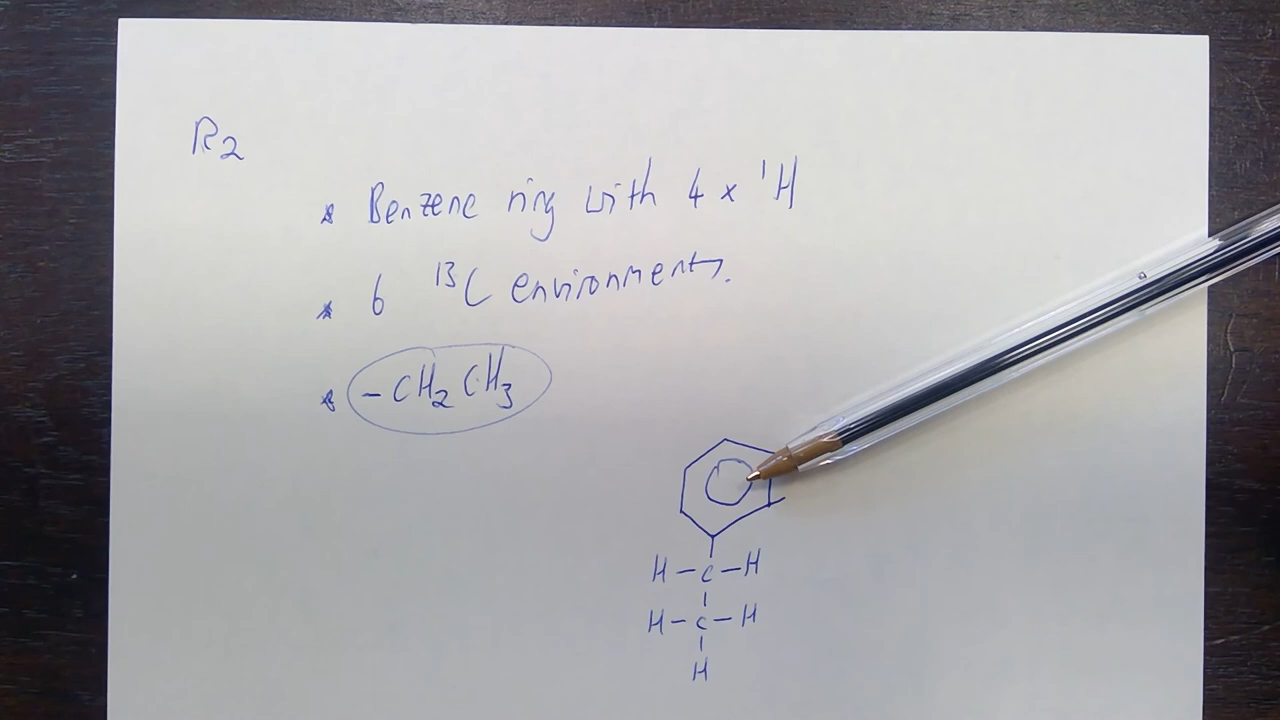 R2
* Benzene ring with 4 x ¹H
* 6 ¹³C environments.
* -CH₂CH₃
H-C-H
H-C-H
H